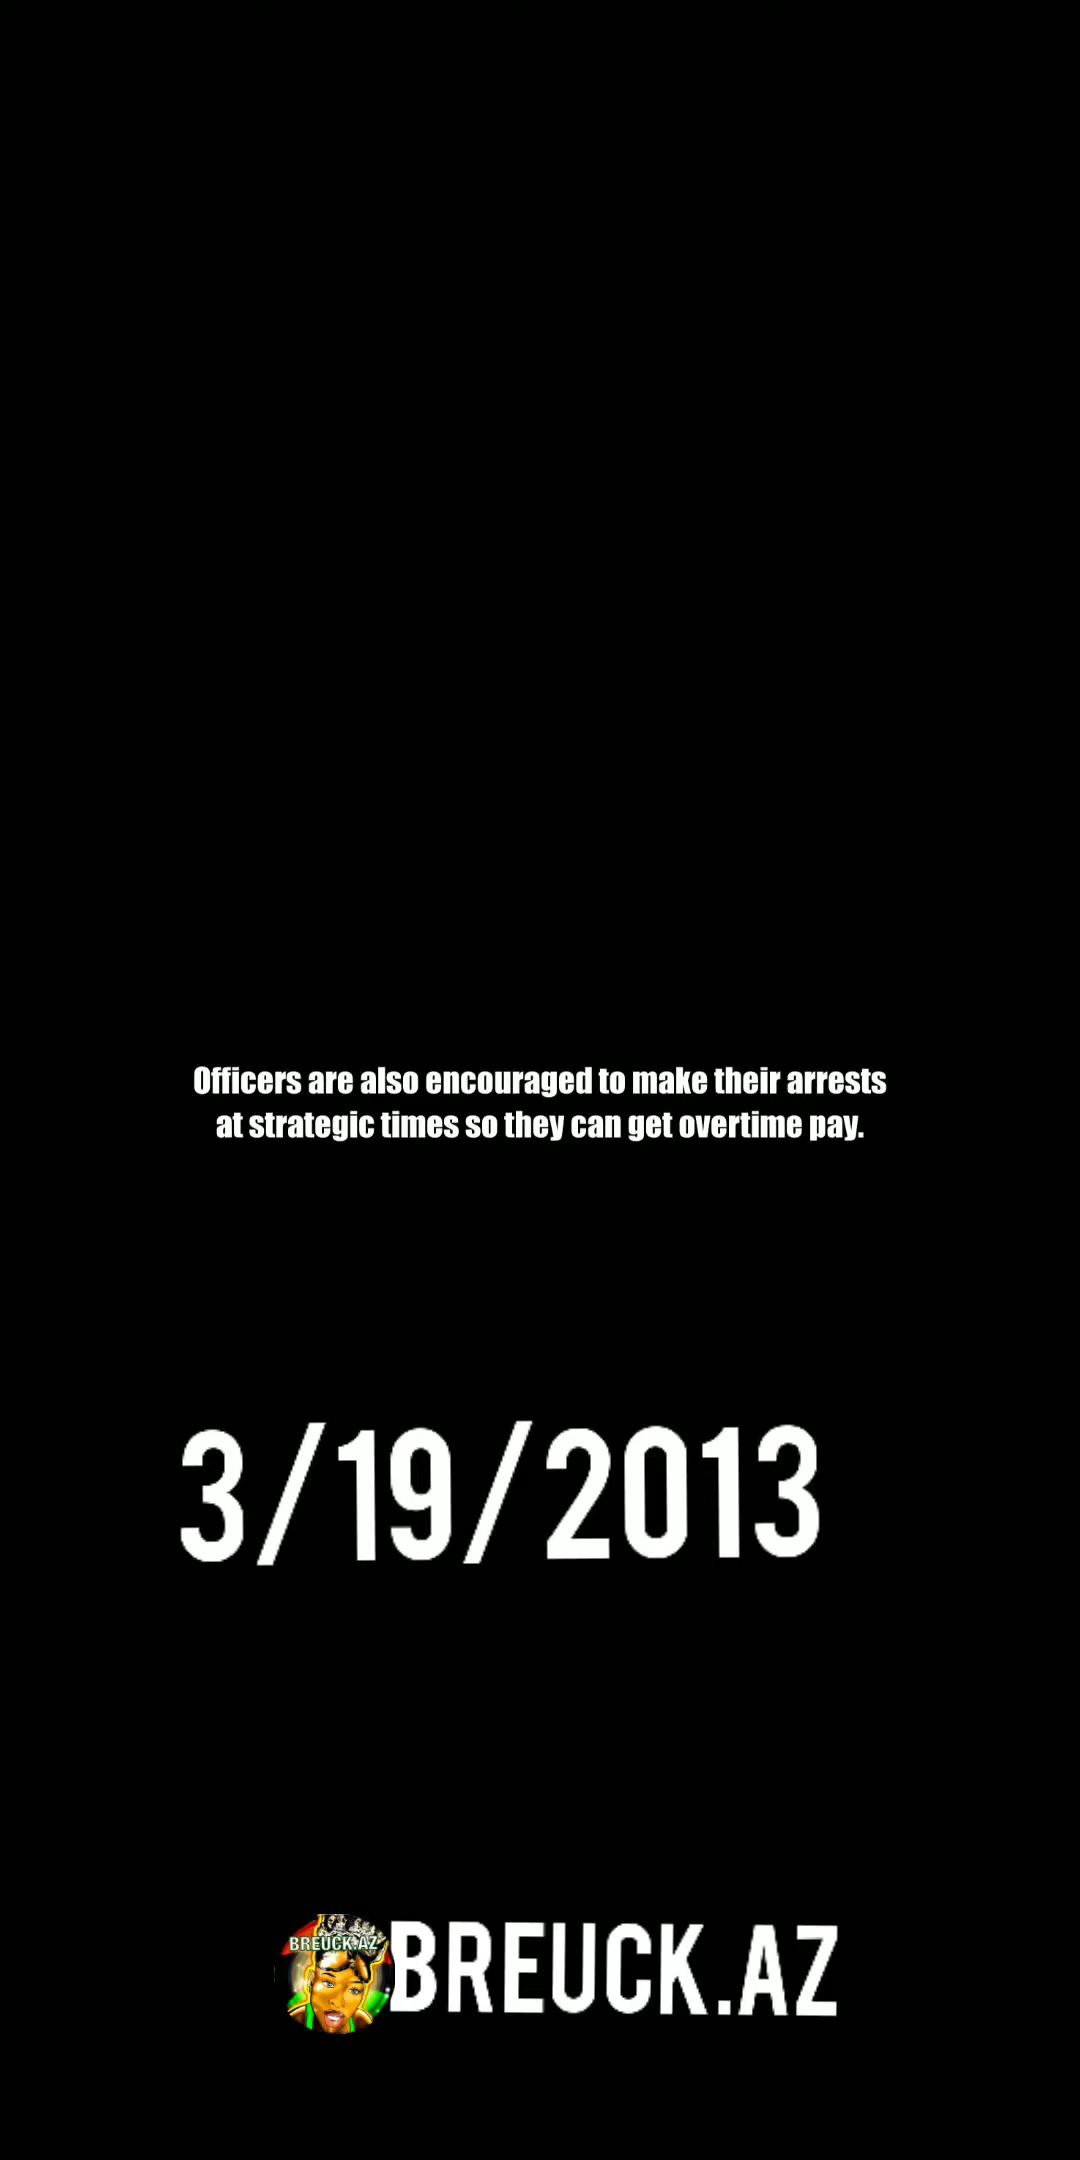 Officers are also encouraged to make their arrests
at strategic times so they can get overtime pay.
3/19/2013
BREUCK.AZ
BREUCK.AZ